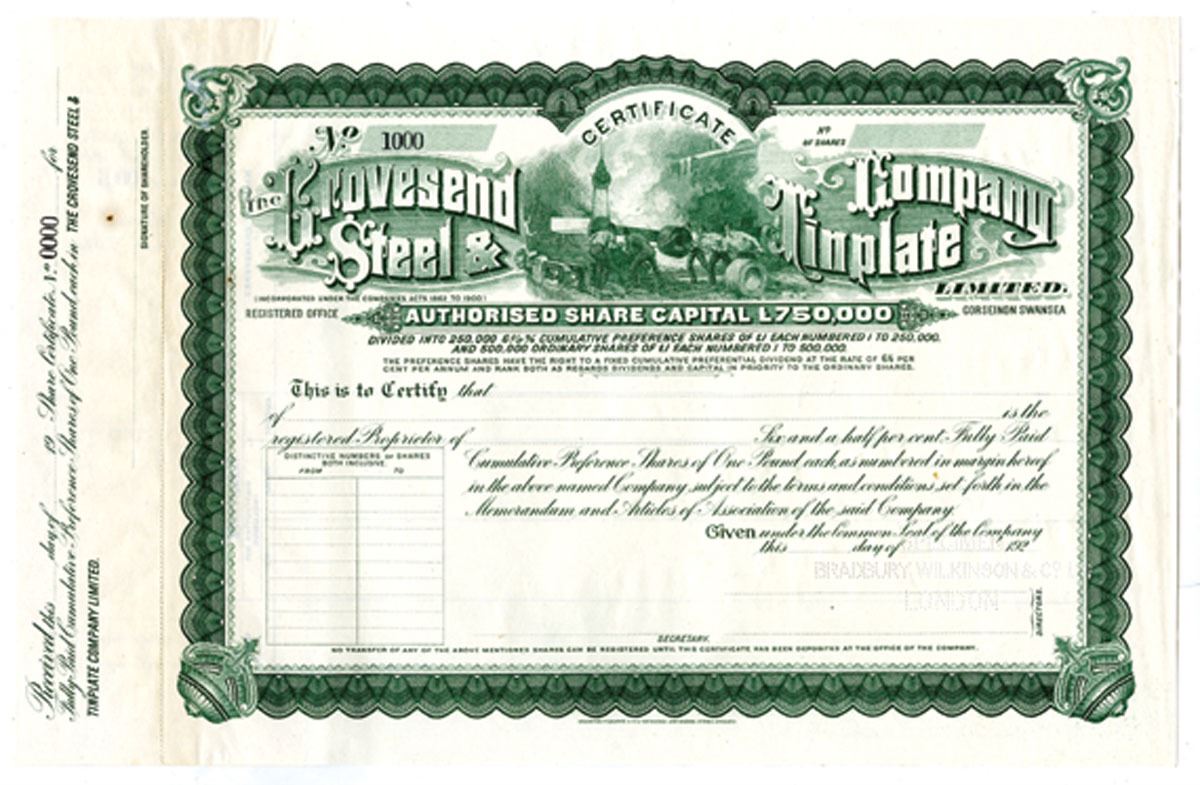 CERTIFICATE
No 1000
No OF SHARES
The Grovesend Steel & Tinplate Company
LIMITED.
(INCORPORATED UNDER THE COMPANIES ACTS 1862 TO 1900)
REGISTERED OFFICE
AUTHORISED SHARE CAPITAL £750,000
GORSEINON SWANSEA
DIVIDED INTO 250,000 6½% CUMULATIVE PREFERENCE SHARES OF £1 EACH NUMBERED 1 TO 250,000,
AND 500,000 ORDINARY SHARES OF £1 EACH NUMBERED 1 TO 500,000.
THE PREFERENCE SHARES HAVE THE RIGHT TO A FIXED CUMULATIVE PREFERENTIAL DIVIDEND AT THE RATE OF 6½ PER
CENT PER ANNUM AND RANK BOTH AS REGARDS DIVIDENDS AND CAPITAL IN PRIORITY TO THE ORDINARY SHARES.
This is to Certify that
of is the
registered Proprietor of Six and a half per cent. Fully Paid
Cumulative Preference Shares of One Pound each, as numbered in margin hereof
in the above named Company, subject to the terms and conditions set forth in the
Memorandum and Articles of Association of the said Company.
Given under the Common Seal of the Company
this day of 192
DISTINCTIVE NUMBERS OF SHARES
BOTH INCLUSIVE.
FROM TO
BRADBURY, WILKINSON & Co L
LONDON
DIRECTORS.
SECRETARY.
NO TRANSFER OF ANY OF THE ABOVE MENTIONED SHARES CAN BE REGISTERED UNTIL THIS CERTIFICATE HAS BEEN DEPOSITED AT THE OFFICE OF THE COMPANY.
Received this day of 19 Share Certificate No. 0000 for
Fully Paid Cumulative Preference Shares of One Pound each in THE GROVESEND STEEL &
TINPLATE COMPANY LIMITED.
SIGNATURE OF SHAREHOLDER